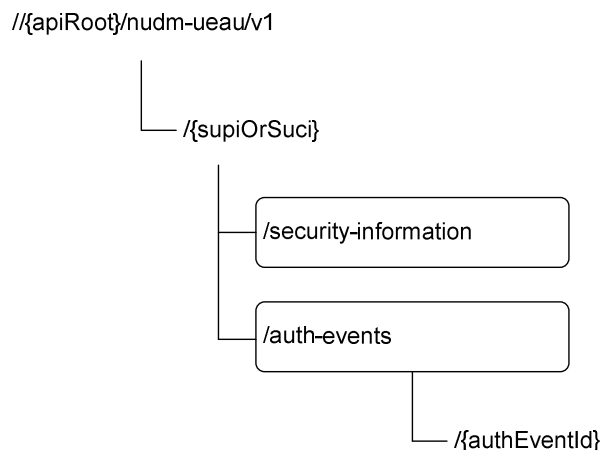 //{apiRoot}/nudm-ueau/v1
/{supiOrSuci}
/security-information
/auth-events
/{authEventId}